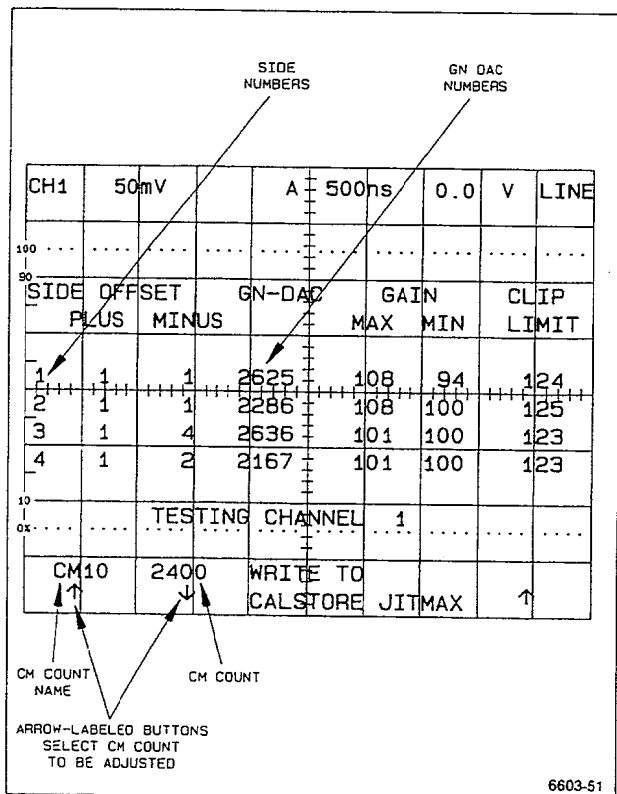 SIDE NUMBERS
GN DAC NUMBERS
CH1 50mV A 500ns 0.0 V LINE
100
90
SIDE OFFSET GN-DAC GAIN CLIP
PLUS MINUS MAX MIN LIMIT
1 1 1 2625 108 94 124
2 1 1 2286 108 100 125
3 1 4 2636 101 100 123
4 1 2 2167 101 100 123
10
0%
TESTING CHANNEL 1
CM10 2400 WRITE TO
↑ ↓ CALSTORE JITMAX ↑
CM COUNT NAME
CM COUNT
ARROW-LABELED BUTTONS
SELECT CM COUNT
TO BE ADJUSTED
6603-51